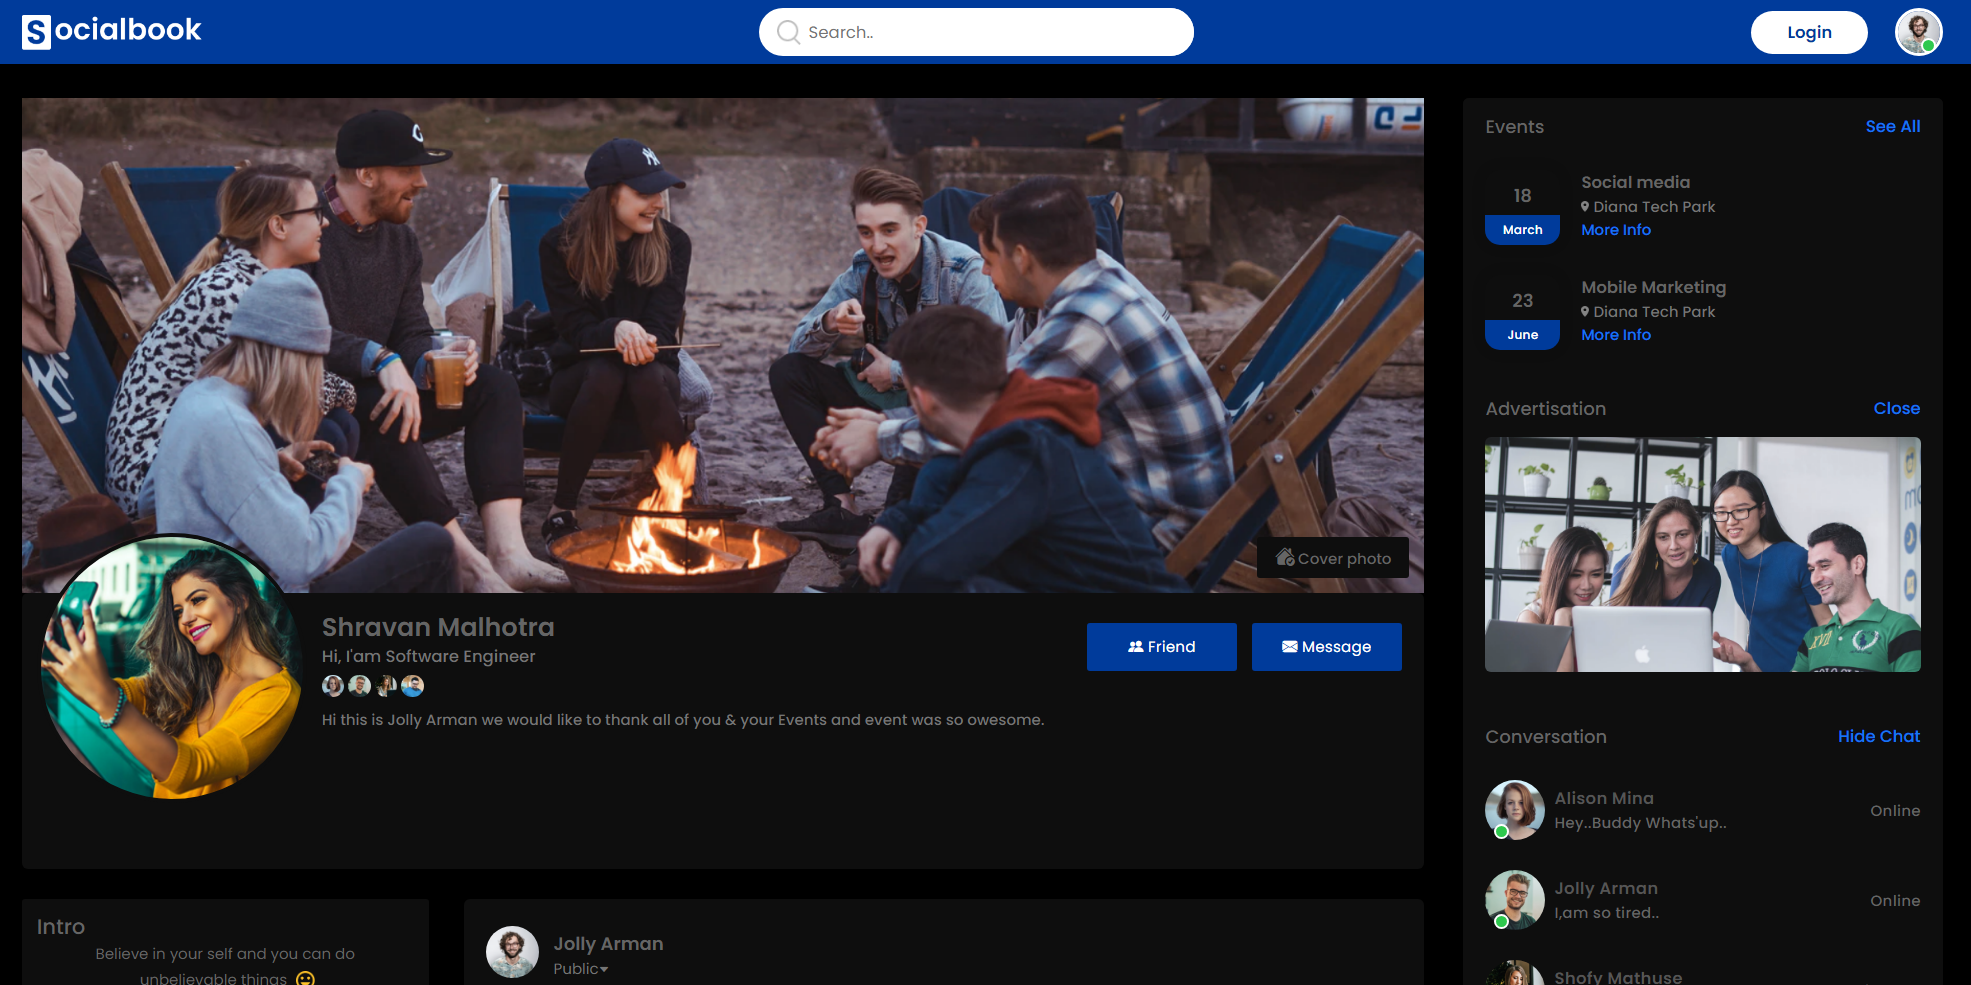 Socialbook
Search..
Login
Cover photo
Shravan Malhotra
Hi, I'am Software Engineer
Friend
Message
Hi this is Jolly Arman we would like to thank all of you & your Events and event was so owesome.
Intro
Believe in your self and you can do
unbelievable things
Jolly Arman
Public
Events
See All
18
March
Social media
Diana Tech Park
More Info
23
June
Mobile Marketing
Diana Tech Park
More Info
Advertisation
Close
Conversation
Hide Chat
Alison Mina
Hey..Buddy Whats'up..
Online
Jolly Arman
I,am so tired..
Online
Shofy Mathuse